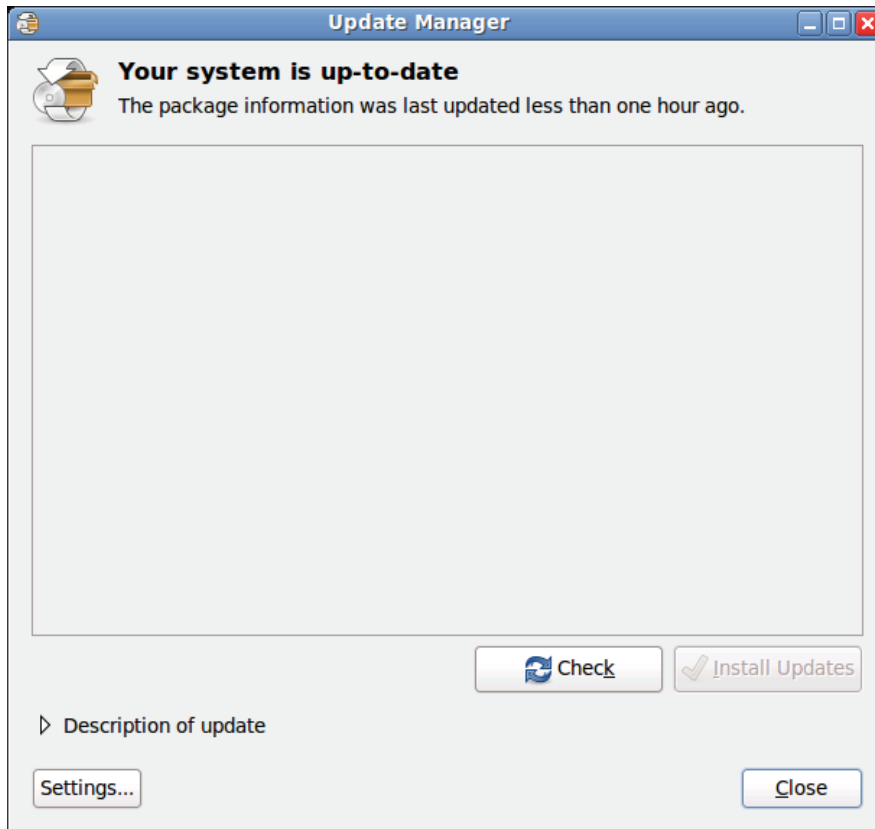 Update Manager
Your system is up-to-date
The package information was last updated less than one hour ago.
Check
Install Updates
Description of update
Settings...
Close